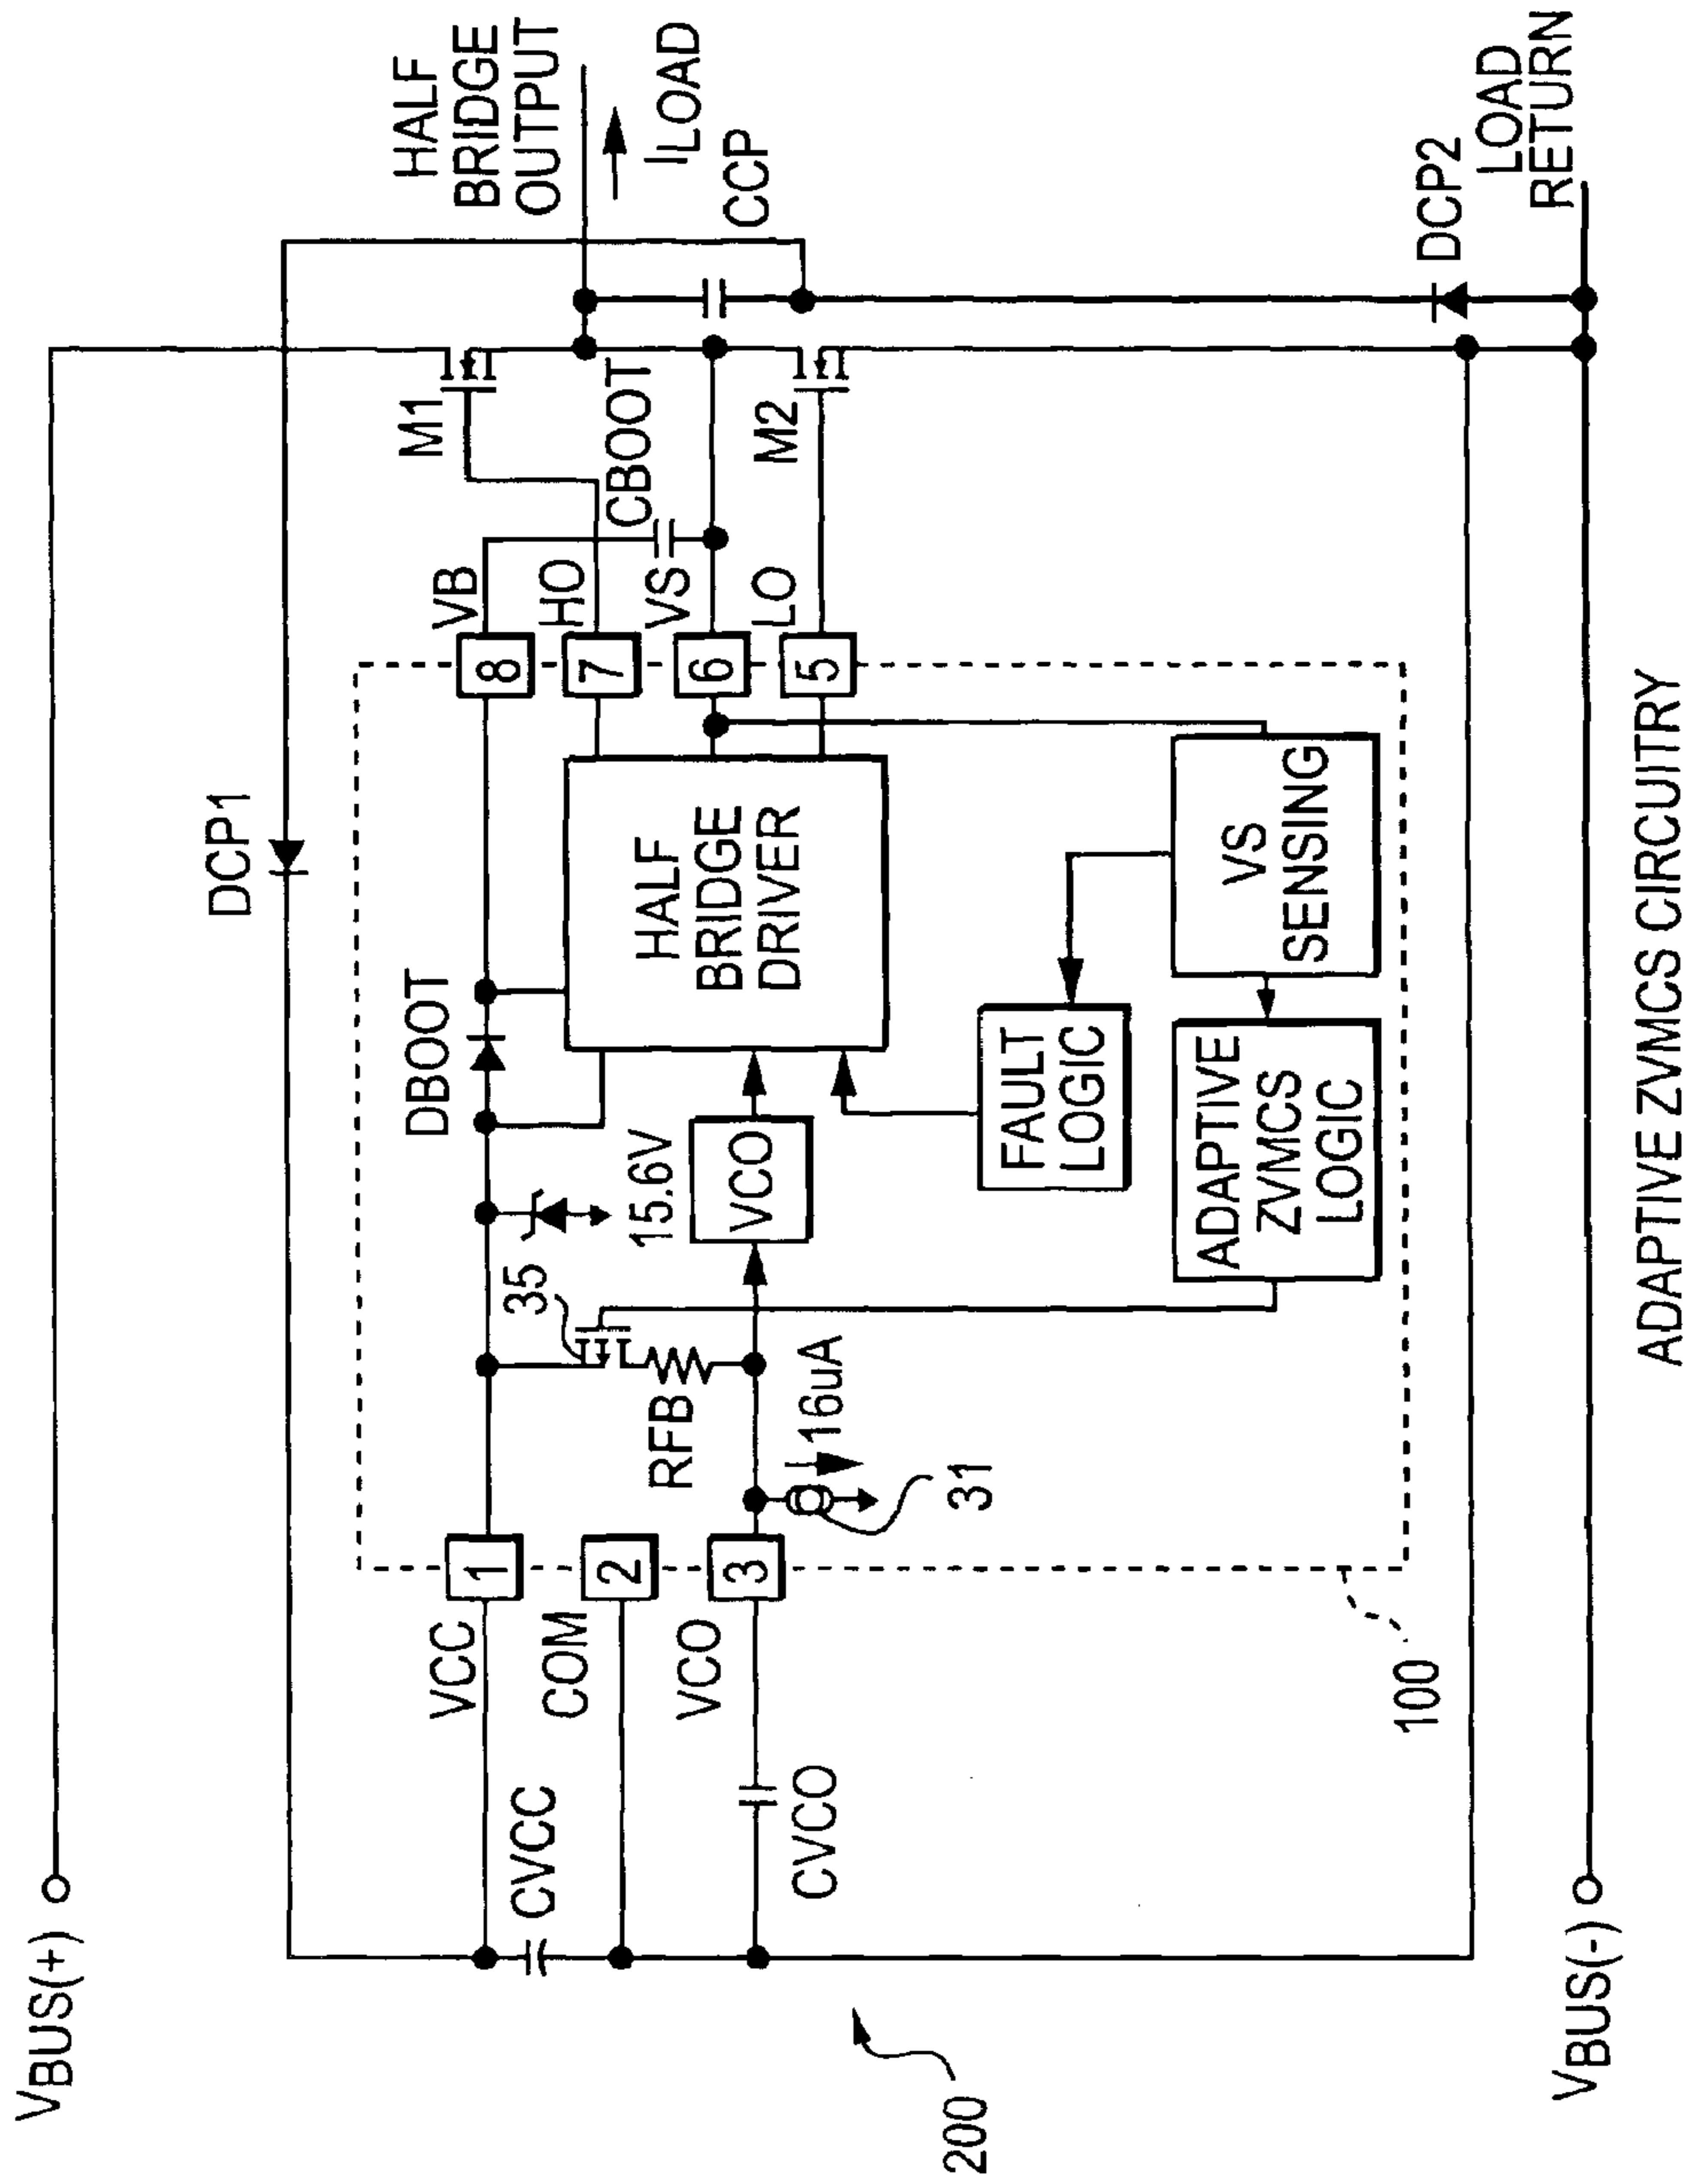 VBUS(+)
DCP1
HALF
BRIDGE
OUTPUT
ILOAD
CCP
M1
CBOOT
M2
DCP2
LOAD
RETURN
VCC
1
COM
2
VCO
3
CVCC
CVCO
35
RFB
16uA
31
DBOOT
15.6V
VCO
HALF
BRIDGE
DRIVER
8
VB
7
HO
6
VS
5
LO
FAULT
LOGIC
ADAPTIVE
ZVMCS
LOGIC
VS
SENSING
100
200
VBUS(-)
ADAPTIVE ZVMCS CIRCUITRY